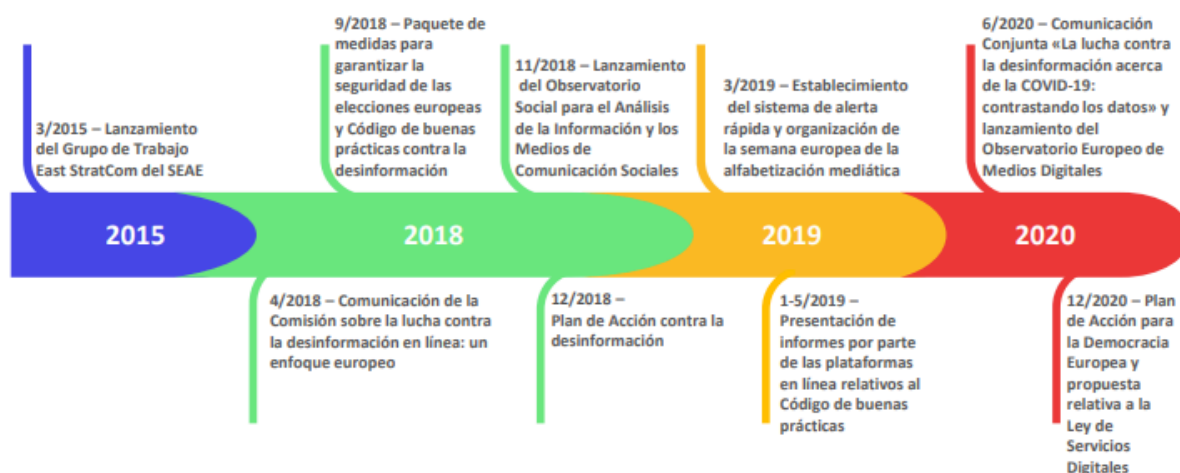 3/2015 – Lanzamiento
del Grupo de Trabajo
East StratCom del SEAE
9/2018 – Paquete de
medidas para
garantizar la
seguridad de las
elecciones europeas
y Código de buenas
prácticas contra la
desinformación
11/2018 – Lanzamiento
del Observatorio
Social para el Análisis
de la Información y los
Medios de
Comunicación Sociales
3/2019 – Establecimiento
del sistema de alerta
rápida y organización de
la semana europea de la
alfabetización mediática
6/2020 – Comunicación
Conjunta «La lucha contra
la desinformación acerca
de la COVID-19:
contrastando los datos» y
lanzamiento del
Observatorio Europeo de
Medios Digitales
2015
2018
2019
2020
4/2018 – Comunicación de la
Comisión sobre la lucha contra
la desinformación en línea: un
enfoque europeo
12/2018 –
Plan de Acción contra la
desinformación
1-5/2019 –
Presentación de
informes por parte
de las plataformas
en línea relativos al
Código de buenas
prácticas
12/2020 – Plan
de Acción para
la Democracia
Europea y
propuesta
relativa a la
Ley de
Servicios
Digitales